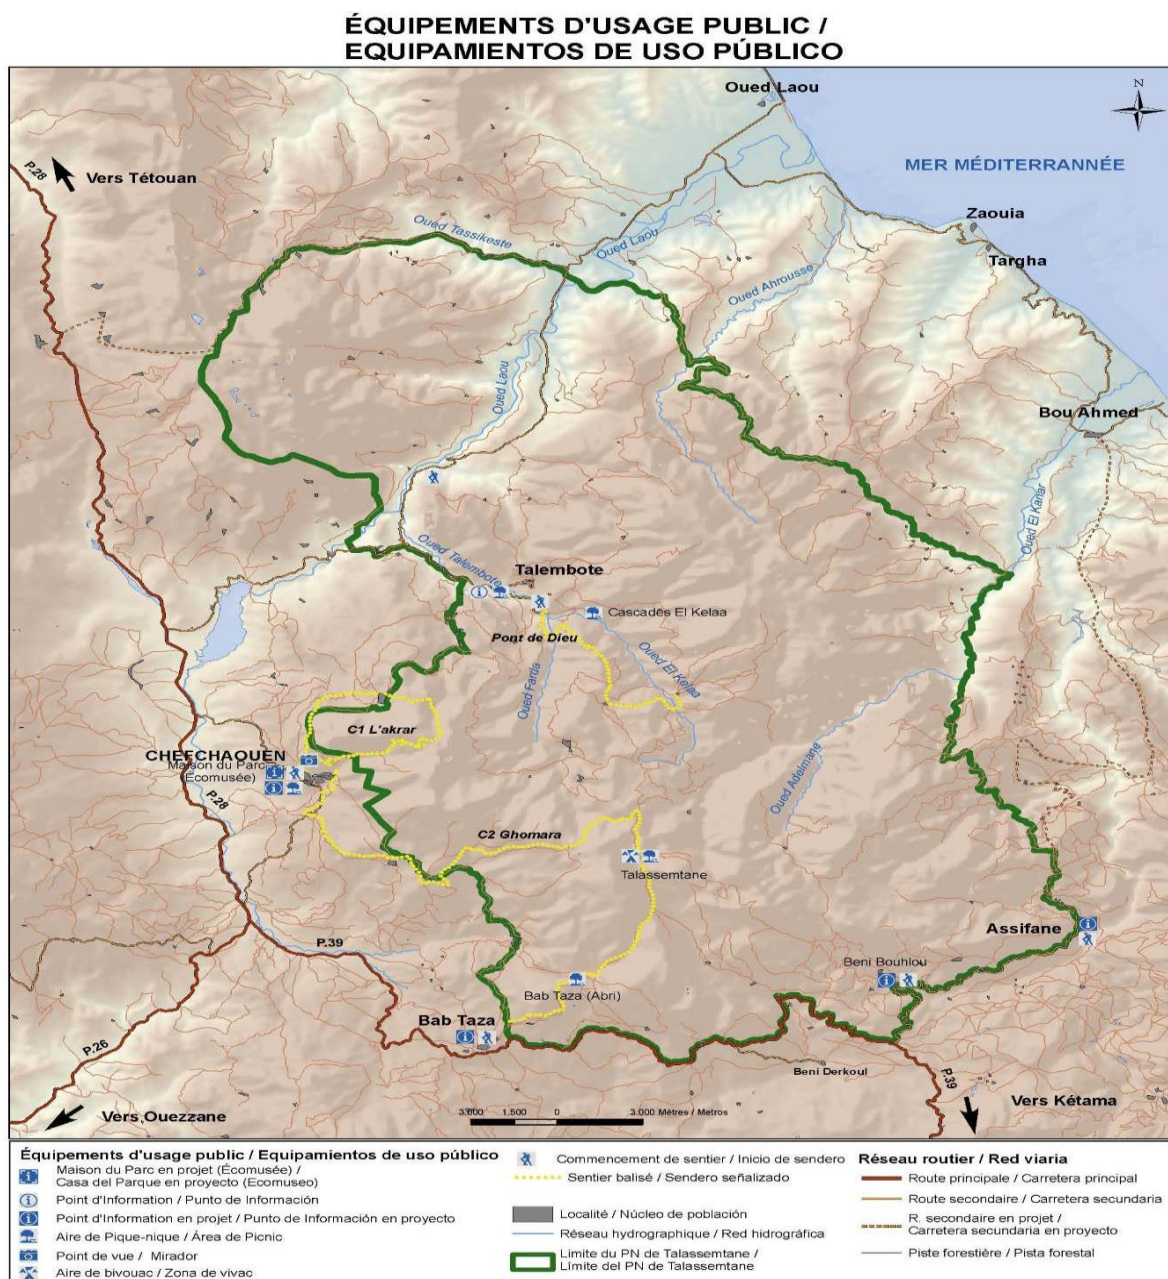 ÉQUIPEMENTS D'USAGE PUBLIC /
EQUIPAMIENTOS DE USO PÚBLICO
Oued Laou
N
MER MÉDITERRANNÉE
P.28
Vers Tétouan
Zaouia
Oued Tassikeste
Oued Laou
Targha
Oued Ahrousse
Oued Laou
Bou Ahmed
Oued El Kanar
Oued Talembote
Talembote
Cascadès El Kelaa
Pont de Dieu
Oued Farda
Oued El Kelaa
C1 L'akrar
CHEFCHAOUEN
Maison du Parc
(Écomusée)
Oued Adelmane
P.28
C2 Ghomara
Talassemtane
Assifane
P.39
Beni Bouhlou
Bab Taza (Abri)
Bab Taza
P.26
Beni Derkoul
P.39
Vers Ouezzane
3.000 1.500 0 3.000 Mètres / Metros
Vers Kétama
Équipements d'usage public / Equipamientos de uso público
Maison du Parc en projet (Écomusée) /
Casa del Parque en proyecto (Ecomuseo)
Point d'Information / Punto de Información
Point d'Information en projet / Punto de Información en proyecto
Aire de Pique-nique / Área de Picnic
Point de vue / Mirador
Aire de bivouac / Zona de vivac
Commencement de sentier / Inicio de sendero
Sentier balisé / Sendero señalizado
Localité / Núcleo de población
Réseau hydrographique / Red hidrográfica
Limite du PN de Talassemtane /
Límite del PN de Talassemtane
Réseau routier / Red viaria
Route principale / Carretera principal
Route secondaire / Carretera secundaria
R. secondaire en projet /
Carretera secundaria en proyecto
Piste forestière / Pista forestal